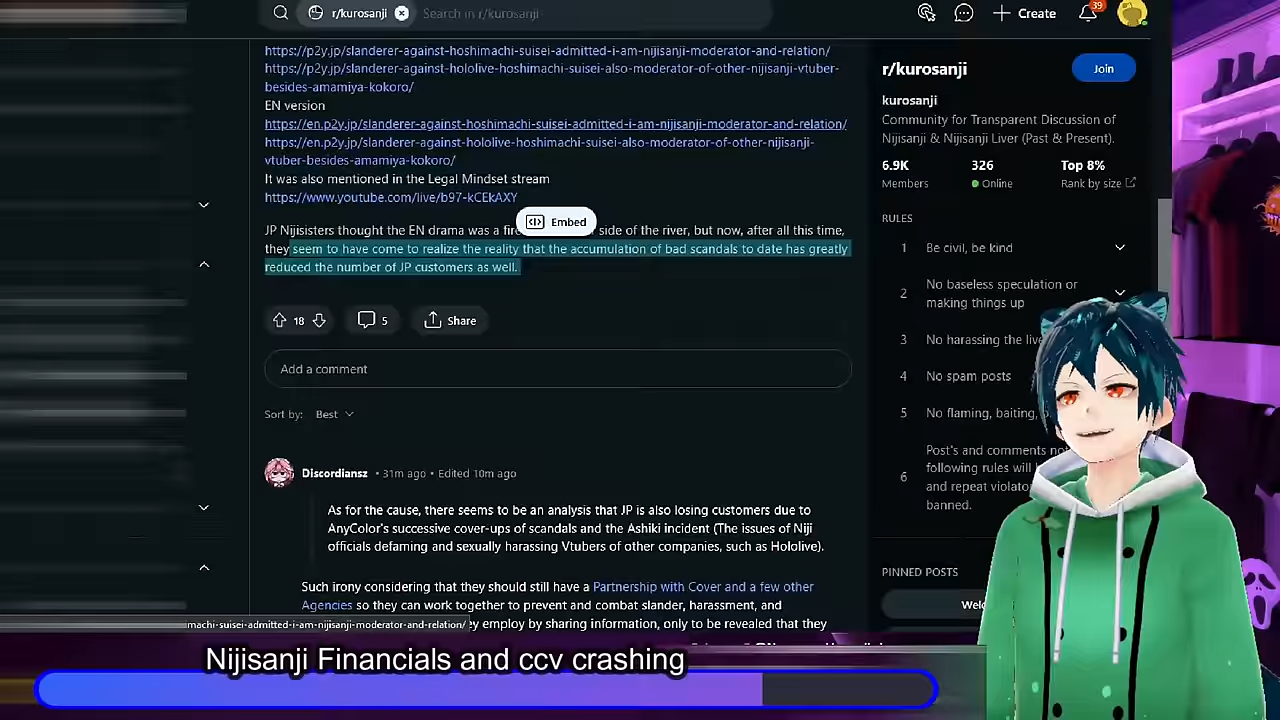 r/kurosanji
Search in r/kurosanji
Create
39
https://p2y.jp/slanderer-against-hoshimachi-suisei-admitted-i-am-nijisanji-moderator-and-relation/
https://p2y.jp/slanderer-against-hololive-hoshimachi-suisei-also-moderator-of-other-nijisanji-vtuber-
besides-amamiya-kokoro/
EN version
https://en.p2y.jp/slanderer-against-hoshimachi-suisei-admitted-i-am-nijisanji-moderator-and-relation/
https://en.p2y.jp/slanderer-against-hololive-hoshimachi-suisei-also-moderator-of-other-nijisanji-
vtuber-besides-amamiya-kokoro/
It was also mentioned in the Legal Mindset stream
https://www.youtube.com/live/b97-kCEkAXY
Embed
JP Njijisisters thought the EN drama was a fire side of the river, but now, after all this time,
they seem to have come to realize the reality that the accumulation of bad scandals to date has greatly
reduced the number of JP customers as well.
18
5
Share
Add a comment
Sort by: Best
Discordiansz • 31m ago • Edited 10m ago
As for the cause, there seems to be an analysis that JP is also losing customers due to
AnyColor's successive cover-ups of scandals and the Ashiki incident (The issues of Niji
officials defaming and sexually harassing Vtubers of other companies, such as Hololive).
Such irony considering that they should still have a Partnership with Cover and a few other
Agencies so they can work together to prevent and combat slander, harassment, and
machi-suisei-admitted-i-am-nijisanji-moderator-and-relation/ employ by sharing information, only to be revealed that they
r/kurosanji
Join
kurosanji
Community for Transparent Discussion of
Nijisanji & Nijisanji Liver (Past & Present).
6.9K 326 Top 8%
Members Online Rank by size
RULES
1 Be civil, be kind
2 No baseless speculation or
making things up
3 No harassing the
4 No spam posts
5 No flaming, baiting,
6 Post's and comments
following rules will
and repeat
banned.
PINNED POSTS
Nijisanji Financials and ccv crashing